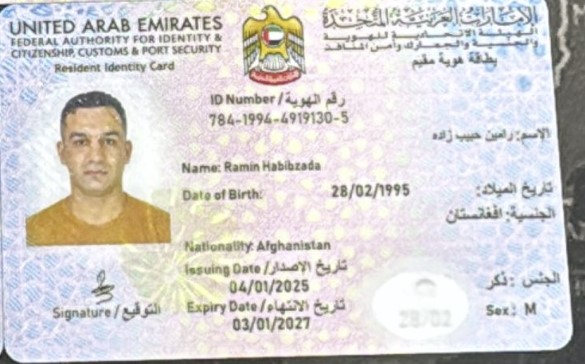 UNITED ARAB EMIRATES
FEDERAL AUTHORITY FOR IDENTITY &
CITIZENSHIP, CUSTOMS & PORT SECURITY
Resident Identity Card
الإمارات العربية المتحدة
الهيئة الاتحادية للهوية
والجنسية والجمارك وأمن المنافذ
بطاقة هوية مقيم
ID Number / رقم الهوية
784-1994-4919130-5
الاسم: رامين حبيب زاده
Name: Ramin Habibzada
Date of Birth: 28/02/1995 تاريخ الميلاد:
الجنسية: افغانستان
Nationality: Afghanistan
Issuing Date / تاريخ الإصدار
04/01/2025
Expiry Date / تاريخ الانتهاء
03/01/2027
الجنس: ذكر
Sex: M
Signature / التوقيع
28/02